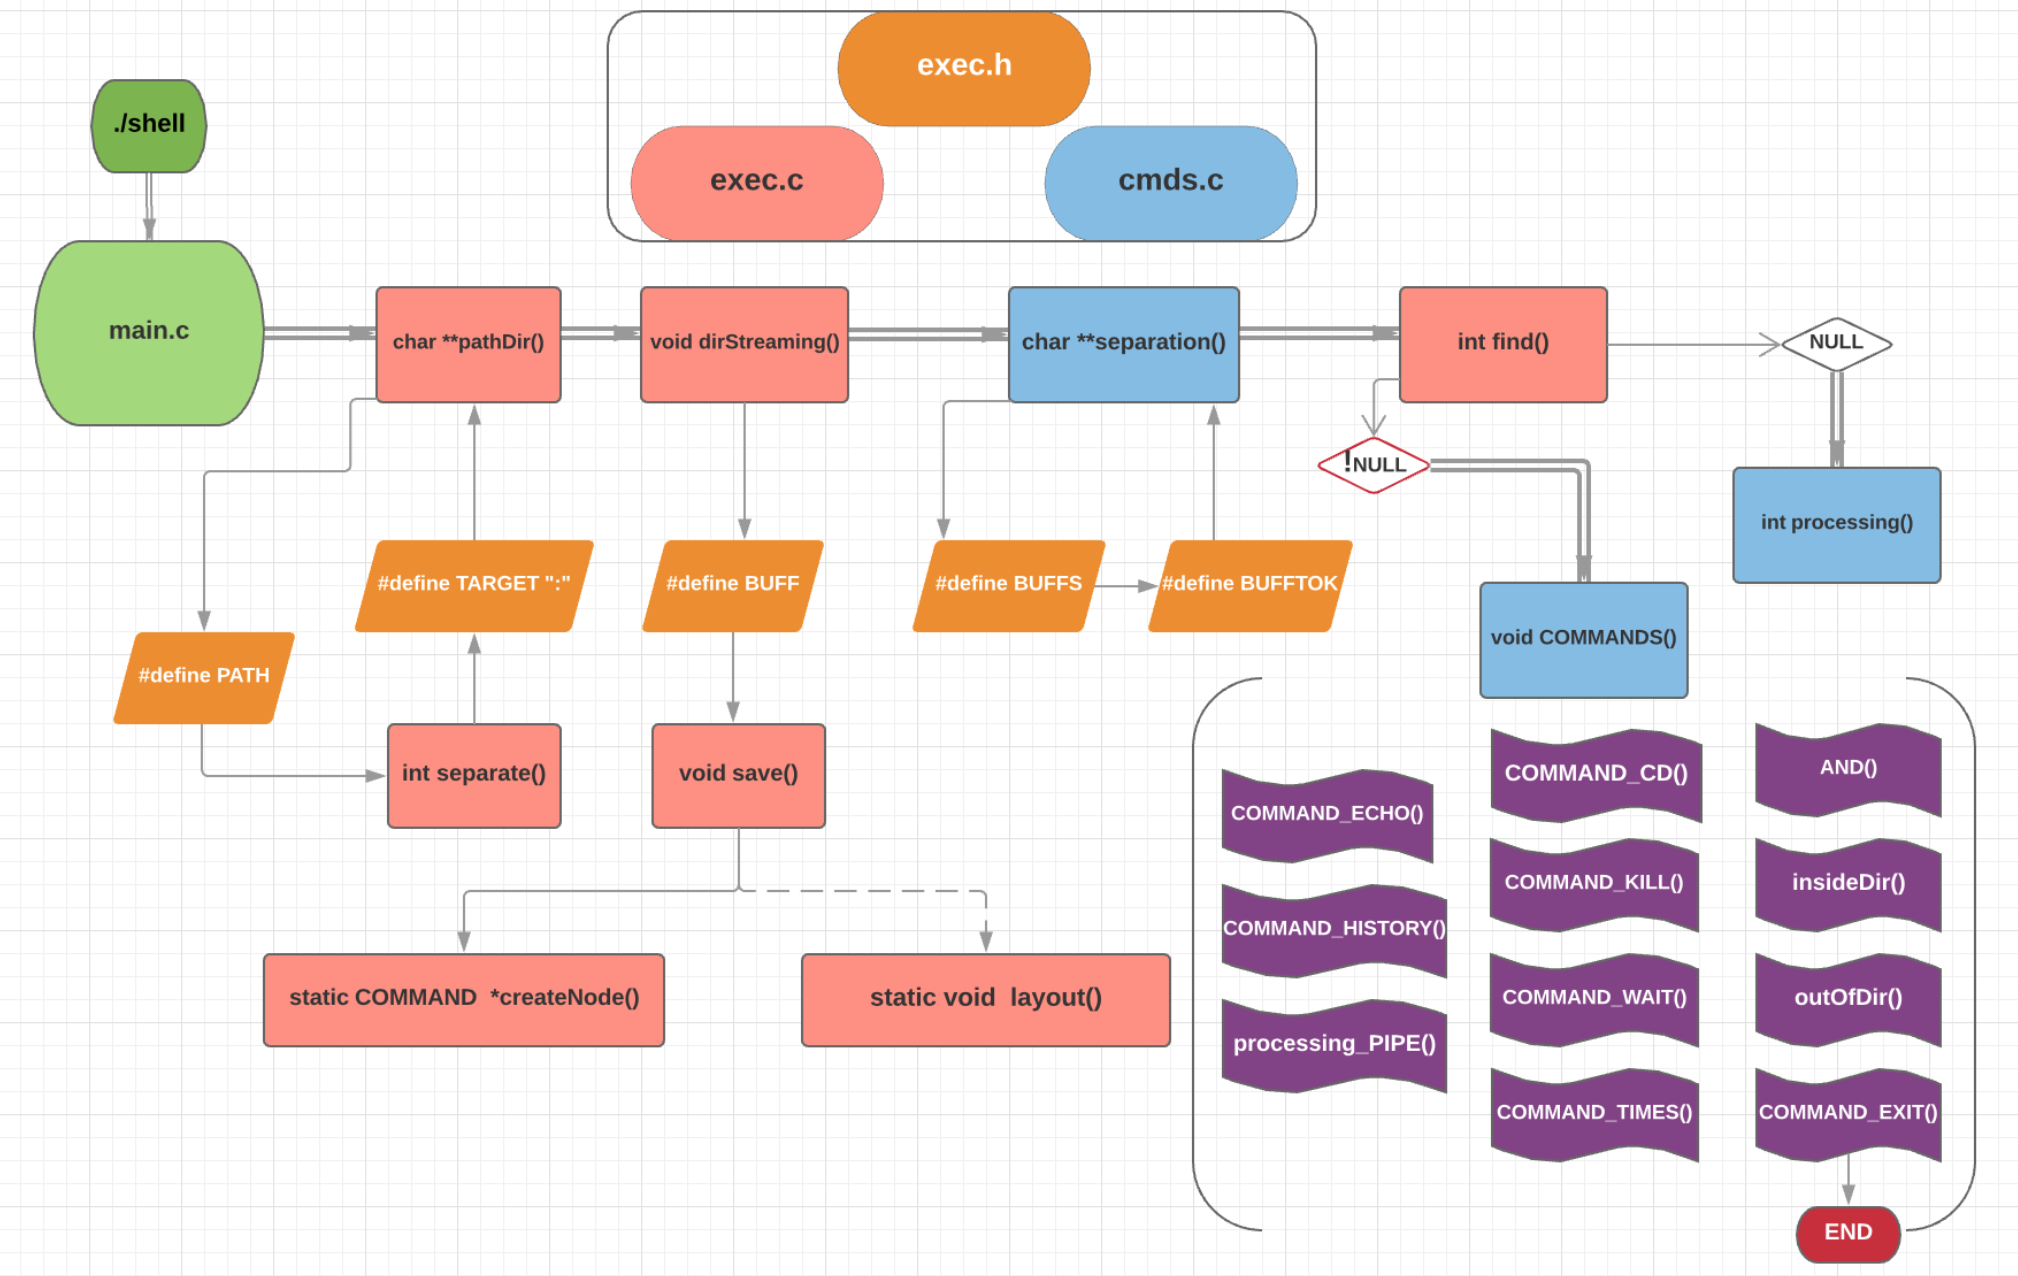 exec.h
./shell
exec.c
cmds.c
main.c
char **pathDir()
void dirStreaming()
char **separation()
int find()
NULL
!NULL
int processing()
#define TARGET ":"
#define BUFF
#define BUFFS
#define BUFFTOK
void COMMANDS()
#define PATH
int separate()
void save()
COMMAND_ECHO()
COMMAND_CD()
AND()
COMMAND_HISTORY()
COMMAND_KILL()
insideDir()
static COMMAND  *createNode()
static void  layout()
processing_PIPE()
COMMAND_WAIT()
outOfDir()
COMMAND_TIMES()
COMMAND_EXIT()
END